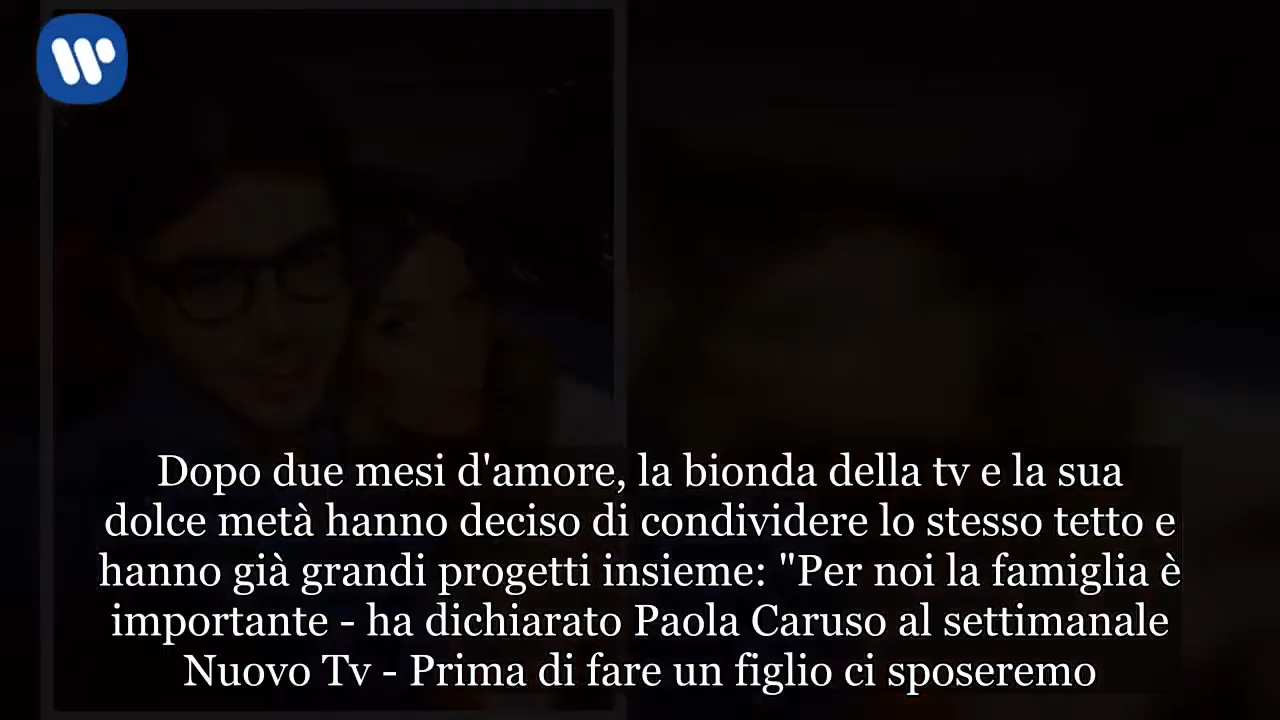 W
Dopo due mesi d'amore, la bionda della tv e la sua
dolce metà hanno deciso di condividere lo stesso tetto e
hanno già grandi progetti insieme: "Per noi la famiglia è
importante - ha dichiarato Paola Caruso al settimanale
Nuovo Tv - Prima di fare un figlio ci sposeremo